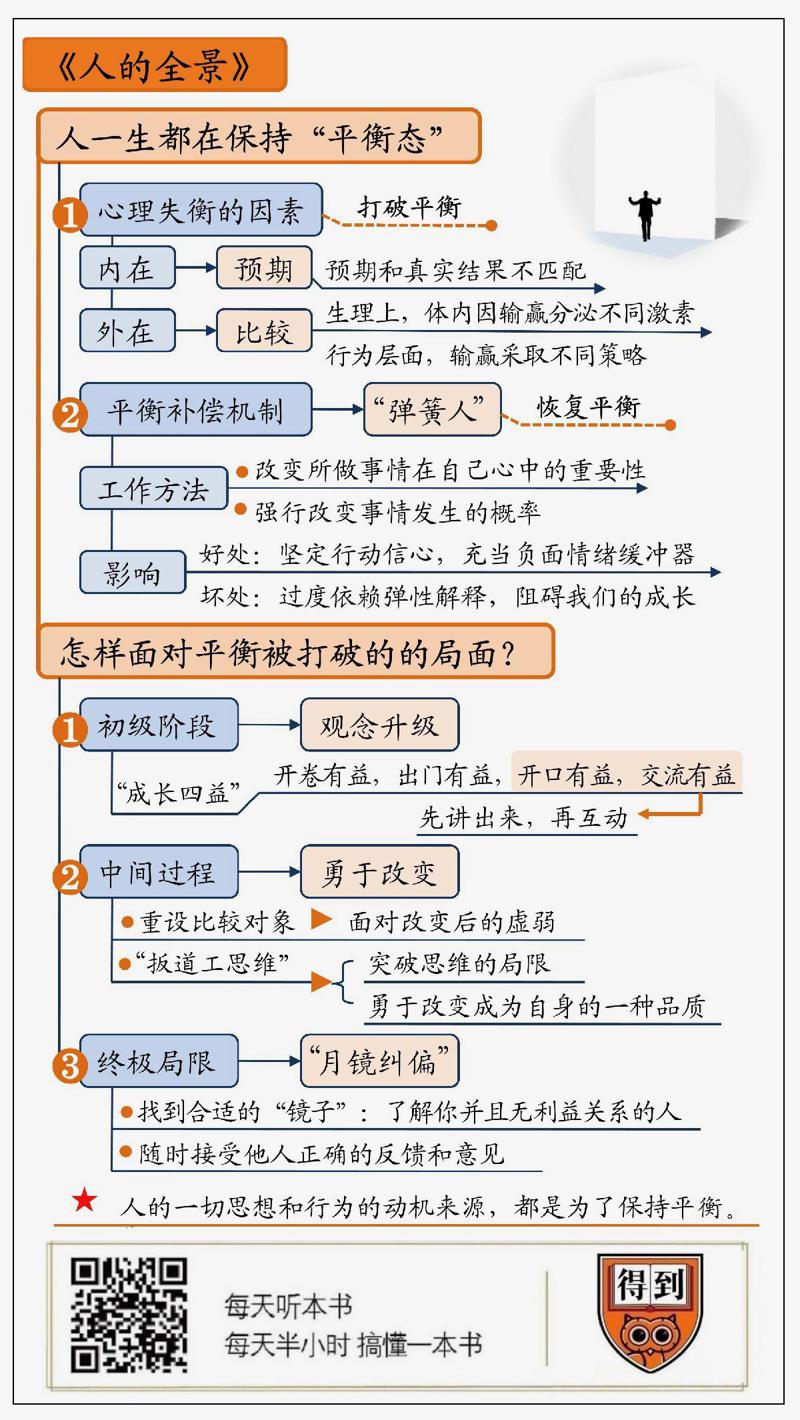 《人的全景》
人一生都在保持“平衡态”
1 心理失衡的因素 打破平衡
内在 预期 预期和真实结果不匹配
外在 比较 生理上，体内因输赢分泌不同激素
行为层面，输赢采取不同策略
2 平衡补偿机制 “弹簧人” 恢复平衡
工作方法 改变所做事情在自己心中的重要性
强行改变事情发生的概率
影响 好处：坚定行动信心，充当负面情绪缓冲器
坏处：过度依赖弹性解释，阻碍我们的成长
怎样面对平衡被打破的的局面？
1 初级阶段 观念升级
“成长四益” 开卷有益，出门有益，开口有益，交流有益
先讲出来，再互动
2 中间过程 勇于改变
重设比较对象 面对改变后的虚弱
“扳道工思维” 突破思维的局限
勇于改变成为自身的一种品质
3 终极局限 “月镜纠偏”
找到合适的“镜子”：了解你并且无利益关系的人
随时接受他人正确的反馈和意见
人的一切思想和行为的动机来源，都是为了保持平衡。
每天听本书
每天半小时 搞懂一本书
得到